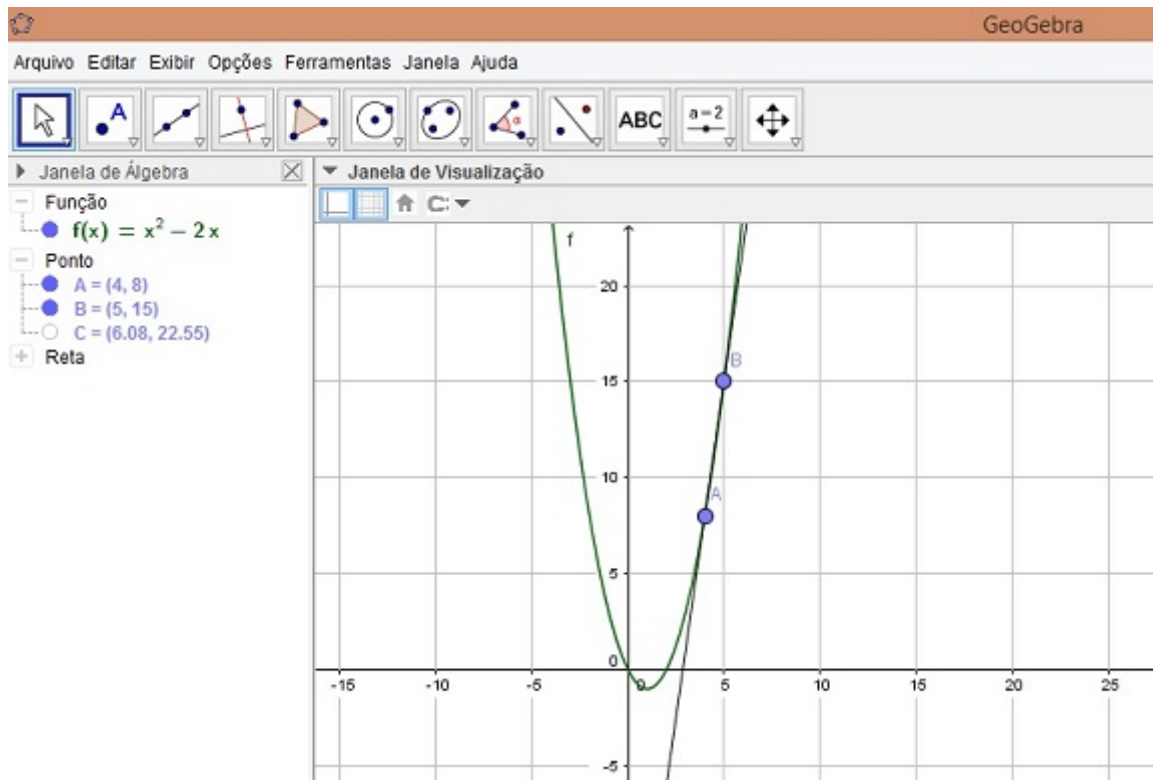 GeoGebra
Arquivo Editar Exibir Opções Ferramentas Janela Ajuda
A
α
ABC
a=2
Janela de Álgebra
Janela de Visualização
Função
f(x) = x² − 2x
Ponto
A = (4, 8)
B = (5, 15)
C = (6.08, 22.55)
Reta
f
20
B
15
10
A
5
0
-15 -10 -5 0 5 10 15 20 25
-5